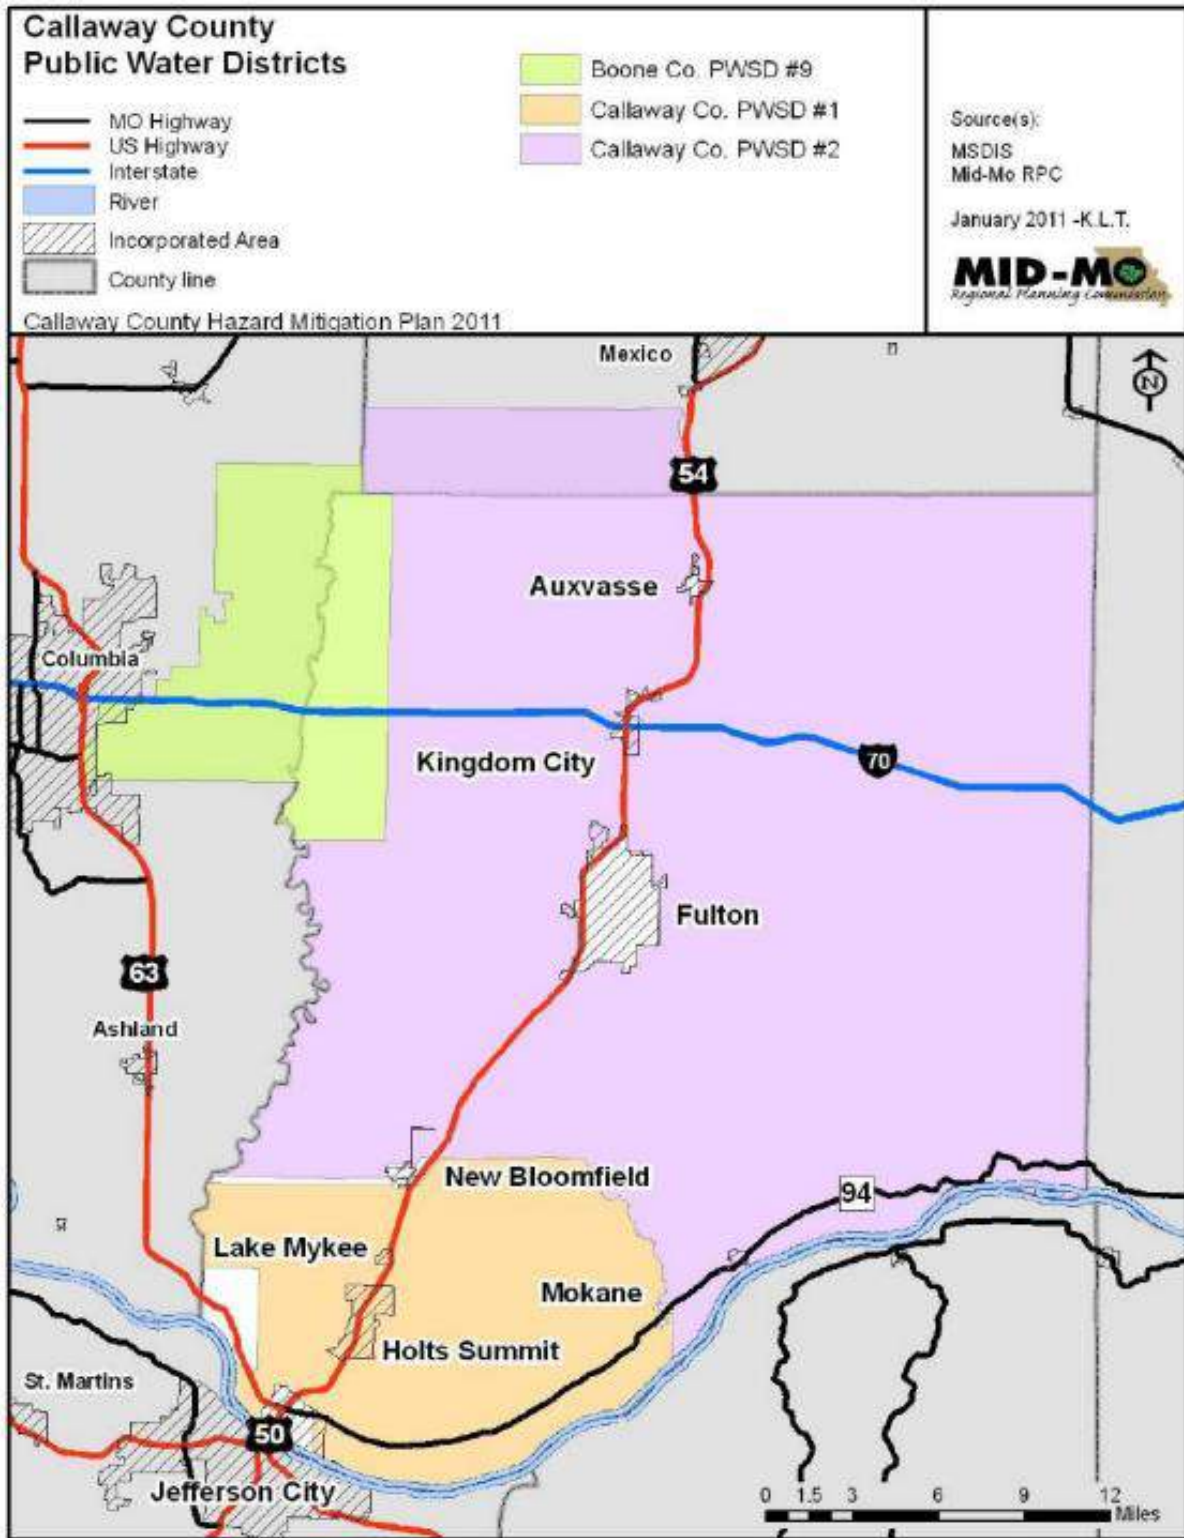 Callaway County
Public Water Districts
MO Highway
US Highway
Interstate
River
Incorporated Area
County line
Callaway County Hazard Mitigation Plan 2011
Boone Co. PWSD #9
Callaway Co. PWSD #1
Callaway Co. PWSD #2
Source(s):
MSDIS
Mid-Mo RPC
January 2011 -K.L.T.
MID-MO
Regional Planning Commission
Mexico
N
54
Auxvasse
Columbia
Kingdom City
70
Fulton
63
Ashland
New Bloomfield
94
Lake Mykee
Mokane
Holts Summit
St. Martins
50
Jefferson City
0 1.5 3 6 9 12
Miles